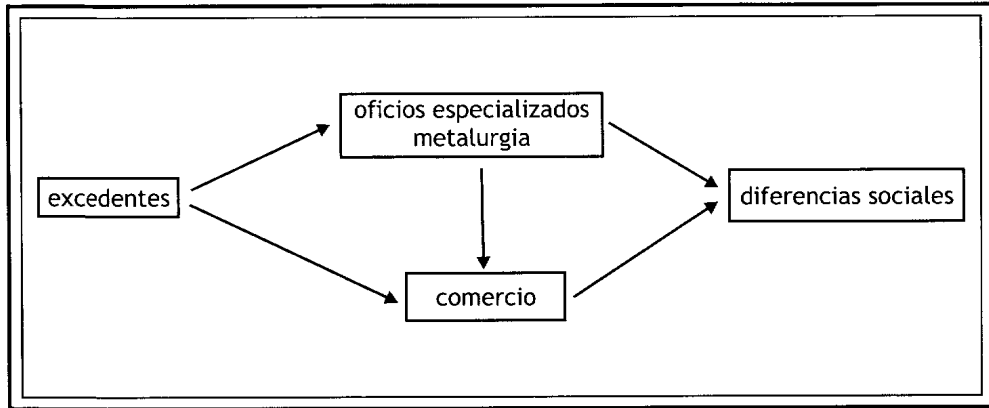 oficios especializados
metalurgia
excedentes
diferencias sociales
comercio